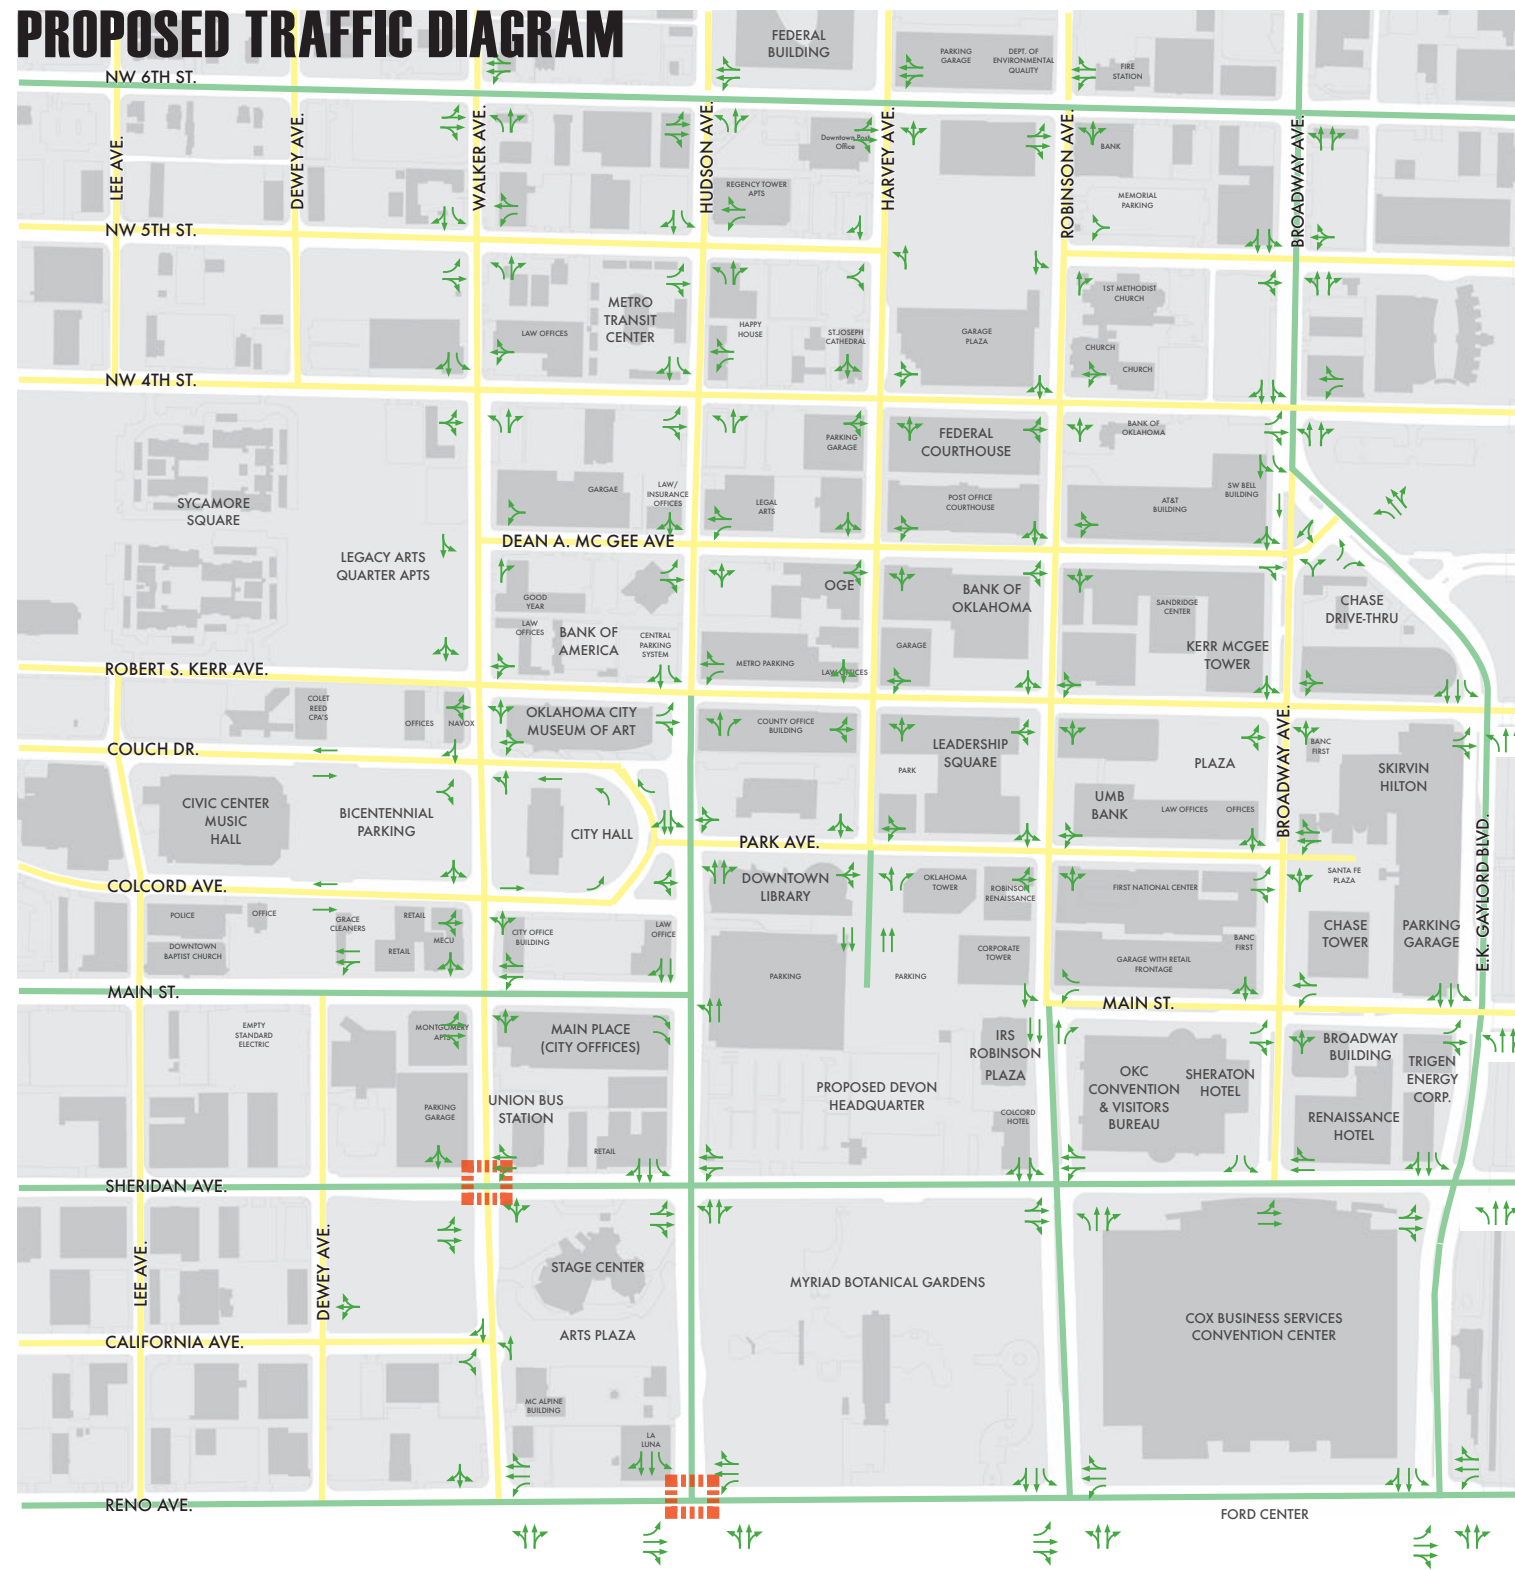 PROPOSED TRAFFIC DIAGRAM
FEDERAL
BUILDING
PARKING
GARAGE
DEPT. OF
ENVIRONMENTAL
QUALITY
FIRE
STATION
NW 6TH ST.
LEE AVE.
DEWEY AVE.
WALKER AVE.
HUDSON AVE.
HARVEY AVE.
ROBINSON AVE.
BROADWAY AVE.
Downtown Post
Office
BANK
REGENCY TOWER
APTS
MEMORIAL
PARKING
NW 5TH ST.
METRO
TRANSIT
CENTER
LAW OFFICES
HAPPY
HOUSE
ST.JOSEPH
CATHEDRAL
GARAGE
PLAZA
1ST METHODIST
CHURCH
CHURCH
CHURCH
NW 4TH ST.
PARKING
GARAGE
FEDERAL
COURTHOUSE
BANK OF
OKLAHOMA
SYCAMORE
SQUARE
GARGAE
LAW/
INSURANCE
OFFICES
LEGAL
ARTS
POST OFFICE
COURTHOUSE
AT&T
BUILDING
SW BELL
BUILDING
DEAN A. MC GEE AVE
LEGACY ARTS
QUARTER APTS
GOOD
YEAR
LAW
OFFICES
BANK OF
AMERICA
CENTRAL
PARKING
SYSTEM
OGE
METRO PARKING
LAW OFFICES
BANK OF
OKLAHOMA
GARAGE
SANDRIDGE
CENTER
KERR MCGEE
TOWER
CHASE
DRIVE-THRU
ROBERT S. KERR AVE.
COLET
REED
CPA'S
OFFICES
NAVOX
OKLAHOMA CITY
MUSEUM OF ART
COUNTY OFFICE
BUILDING
LEADERSHIP
SQUARE
PARK
PLAZA
BROADWAY AVE.
BANC
FIRST
SKIRVIN
HILTON
COUCH DR.
CIVIC CENTER
MUSIC
HALL
BICENTENNIAL
PARKING
CITY HALL
UMB
BANK
LAW OFFICES
OFFICES
PARK AVE.
E.K. GAYLORD BLVD.
COLCORD AVE.
DOWNTOWN
LIBRARY
OKLAHOMA
TOWER
ROBINSON
RENAISSANCE
FIRST NATIONAL CENTER
SANTA FE
PLAZA
POLICE
OFFICE
GRACE
CLEANERS
RETAIL
MECU
RETAIL
DOWNTOWN
BAPTIST CHURCH
CITY OFFICE
BUILDING
LAW
OFFICE
CHASE
TOWER
PARKING
GARAGE
BANC
FIRST
CORPORATE
TOWER
GARAGE WITH RETAIL
FRONTAGE
PARKING
PARKING
MAIN ST.
MAIN ST.
EMPTY
STANDARD
ELECTRIC
MONTGOMERY
APTS
MAIN PLACE
(CITY OFFFICES)
IRS
ROBINSON
PLAZA
BROADWAY
BUILDING
TRIGEN
ENERGY
CORP.
OKC
CONVENTION
& VISITORS
BUREAU
SHERATON
HOTEL
PARKING
GARAGE
UNION BUS
STATION
PROPOSED DEVON
HEADQUARTER
COLCORD
HOTEL
RENAISSANCE
HOTEL
RETAIL
SHERIDAN AVE.
LEE AVE.
DEWEY AVE.
STAGE CENTER
MYRIAD BOTANICAL GARDENS
COX BUSINESS SERVICES
CONVENTION CENTER
ARTS PLAZA
CALIFORNIA AVE.
MC ALPINE
BUILDING
LA
LUNA
RENO AVE.
FORD CENTER